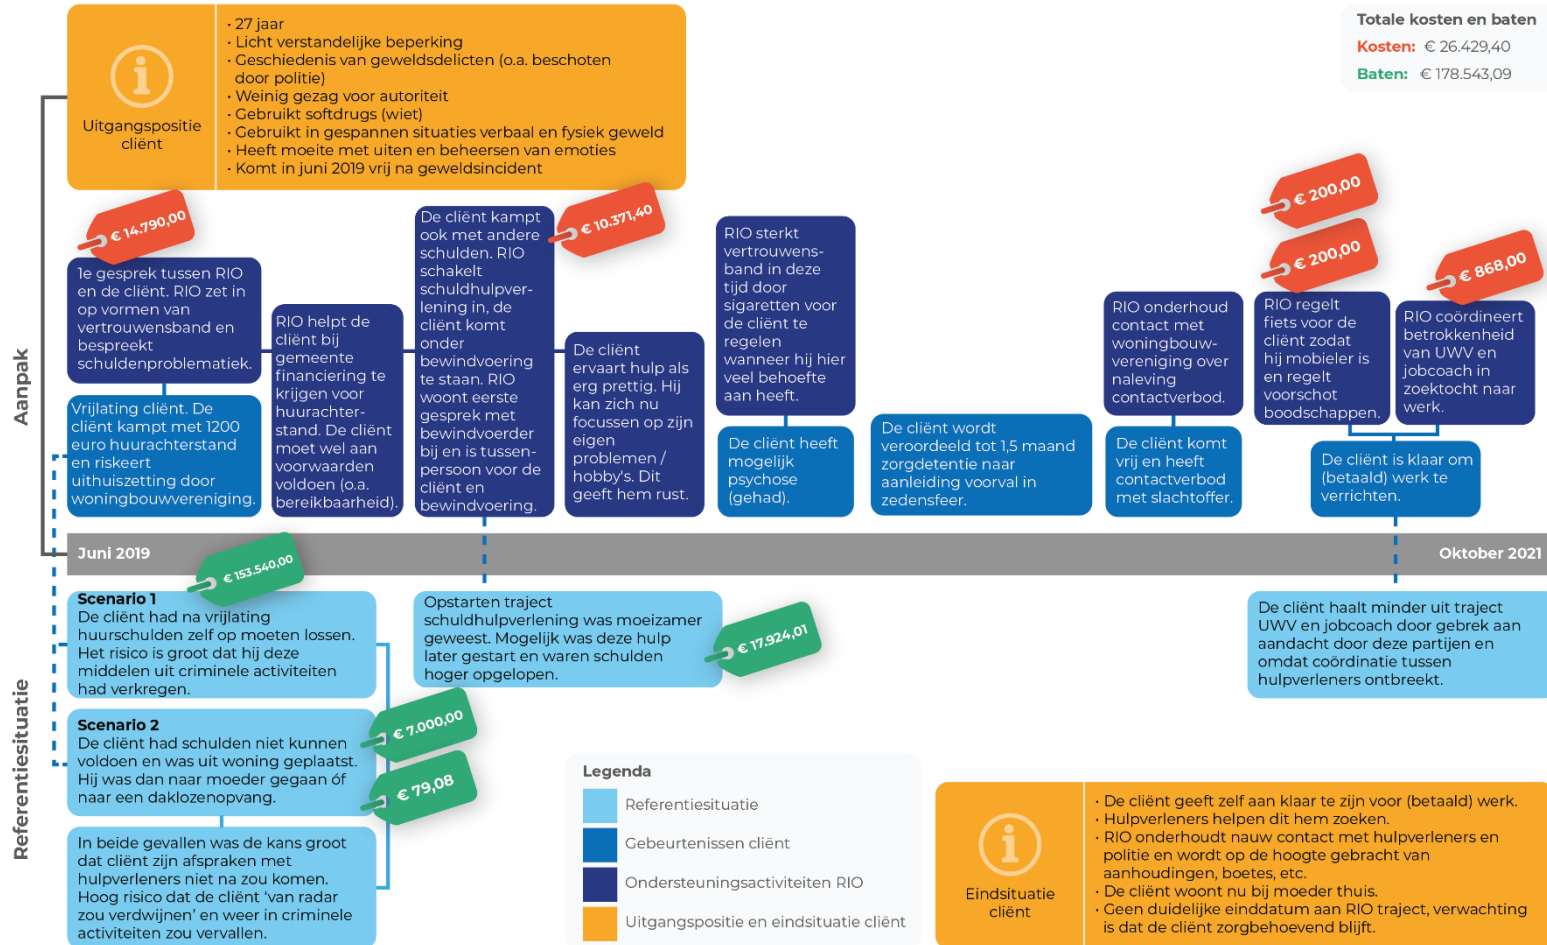 Totale kosten en baten
Kosten: € 26.429,40
Baten: € 178.543,09
Uitgangspositie
cliënt
• 27 jaar
• Licht verstandelijke beperking
• Geschiedenis van geweldsdelicten (o.a. beschoten
door politie)
• Weinig gezag voor autoriteit
• Gebruikt softdrugs (wiet)
• Gebruikt in gespannen situaties verbaal en fysiek geweld
• Heeft moeite met uiten en beheersen van emoties
• Komt in juni 2019 vrij na geweldsincident
Aanpak
€ 14.790,00
1e gesprek tussen RIO
en de cliënt. RIO zet in
op vormen van
vertrouwensband en
bespreekt
schuldenproblematiek.
Vrijlating cliënt. De
cliënt kampt met 1200
euro huurachterstand
en riskeert
uithuiszetting door
woningbouwvereniging.
RIO helpt de
cliënt bij
gemeente
financiering te
krijgen voor
huurachter-
stand. De cliënt
moet wel aan
voorwaarden
voldoen (o.a.
bereikbaarheid).
€ 10.371,40
De cliënt kampt
ook met andere
schulden. RIO
schakelt
schuldhulpver-
lening in, de
cliënt komt
onder
bewindvoering
te staan. RIO
woont eerste
gesprek met
bewindvoerder
bij en is tussen-
persoon voor de
cliënt en
bewindvoering.
De cliënt
ervaart hulp als
erg prettig. Hij
kan zich nu
focussen op zijn
eigen
problemen /
hobby's. Dit
geeft hem rust.
RIO sterkt
vertrouwens-
band in deze
tijd door
sigaretten voor
de cliënt te
regelen
wanneer hij hier
veel behoefte
aan heeft.
De cliënt heeft
mogelijk
psychose
(gehad).
De cliënt wordt
veroordeeld tot 1,5 maand
zorgdetentie naar
aanleiding voorval in
zedensfeer.
RIO onderhoud
contact met
woningbouw-
vereniging over
naleving
contactverbod.
De cliënt komt
vrij en heeft
contactverbod
met slachtoffer.
€ 200,00
€ 200,00
RIO regelt
fiets voor de
cliënt zodat
hij mobieler is
en regelt
voorschot
boodschappen.
€ 868,00
RIO coördineert
betrokkenheid
van UWV en
jobcoach in
zoektocht naar
werk.
De cliënt is klaar om
(betaald) werk te
verrichten.
Juni 2019
Oktober 2021
Referentiesituatie
€ 153.540,00
Scenario 1
De cliënt had na vrijlating
huurschulden zelf op moeten lossen.
Het risico is groot dat hij deze
middelen uit criminele activiteiten
had verkregen.
Scenario 2
De cliënt had schulden niet kunnen
voldoen en was uit woning geplaatst.
Hij was dan naar moeder gegaan óf
naar een daklozenopvang.
€ 7.000,00
€ 79,08
In beide gevallen was de kans groot
dat cliënt zijn afspraken met
hulpverleners niet na zou komen.
Hoog risico dat de cliënt ‘van radar
zou verdwijnen’ en weer in criminele
activiteiten zou vervallen.
Opstarten traject
schuldhulpverlening was moeizamer
geweest. Mogelijk was deze hulp
later gestart en waren schulden
hoger opgelopen.
€ 17.924,01
De cliënt haalt minder uit traject
UWV en jobcoach door gebrek aan
aandacht door deze partijen en
omdat coördinatie tussen
hulpverleners ontbreekt.
Legenda
Referentiesituatie
Gebeurtenissen cliënt
Ondersteuningsactiviteiten RIO
Uitgangspositie en eindsituatie cliënt
Eindsituatie
cliënt
• De cliënt geeft zelf aan klaar te zijn voor (betaald) werk.
• Hulpverleners helpen dit hem zoeken.
• RIO onderhoudt nauw contact met hulpverleners en
politie en wordt op de hoogte gebracht van
aanhoudingen, boetes, etc.
• De cliënt woont nu bij moeder thuis.
• Geen duidelijke einddatum aan RIO traject, verwachting
is dat de cliënt zorgbehoevend blijft.